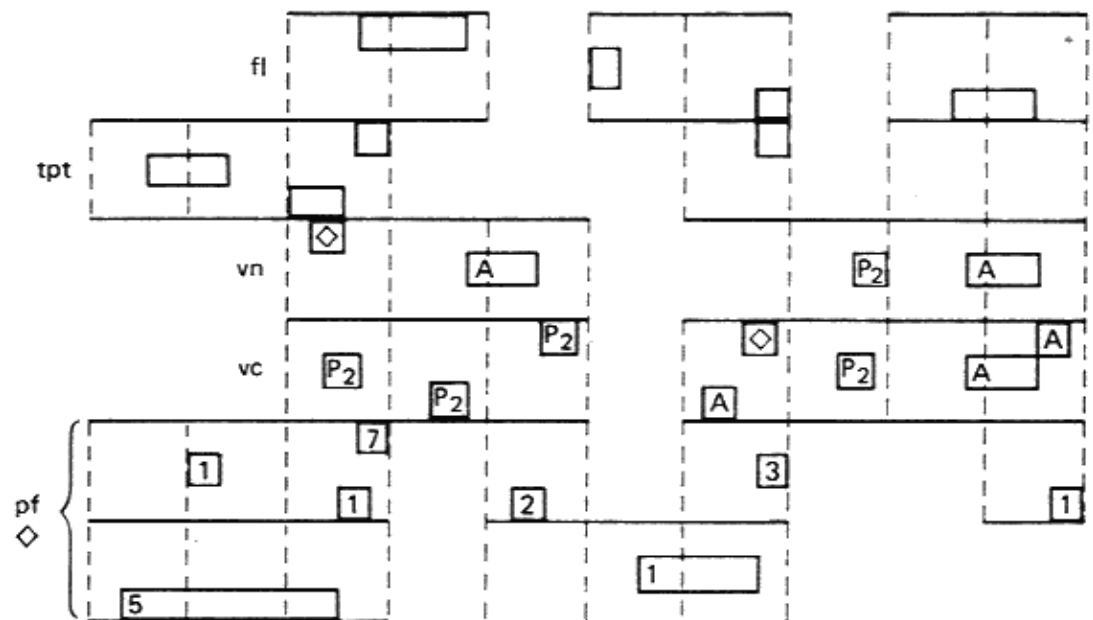 fl
tpt
◇
vn A P₂ A
P₂ ◇ A
vc P₂ P₂ A
P₂ A
7
1 3
1 2 1
pf
◇
1
5